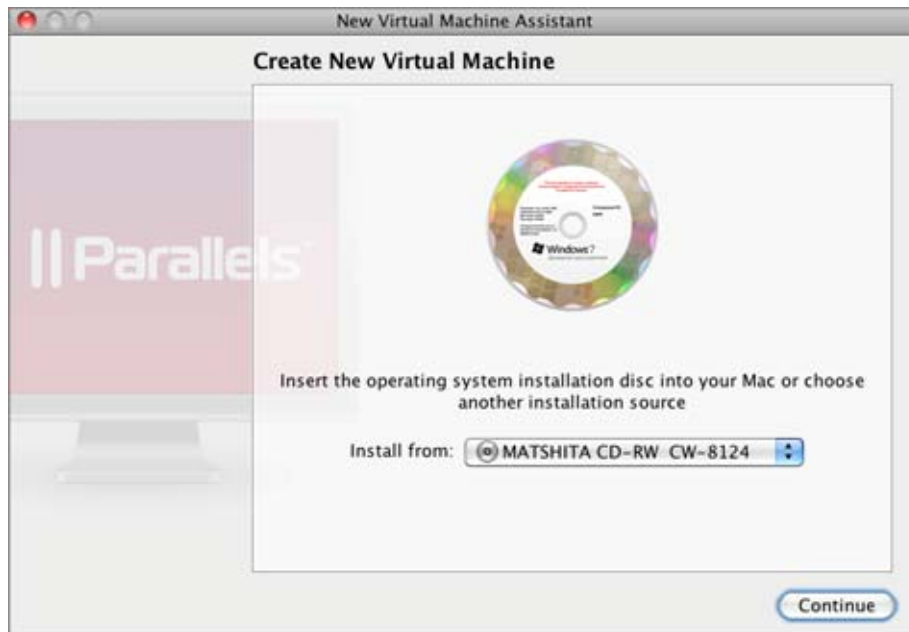 New Virtual Machine Assistant
Create New Virtual Machine
|| Parallels
Windows 7
Insert the operating system installation disc into your Mac or choose
another installation source
Install from: MATSHITA CD-RW CW-8124
Continue